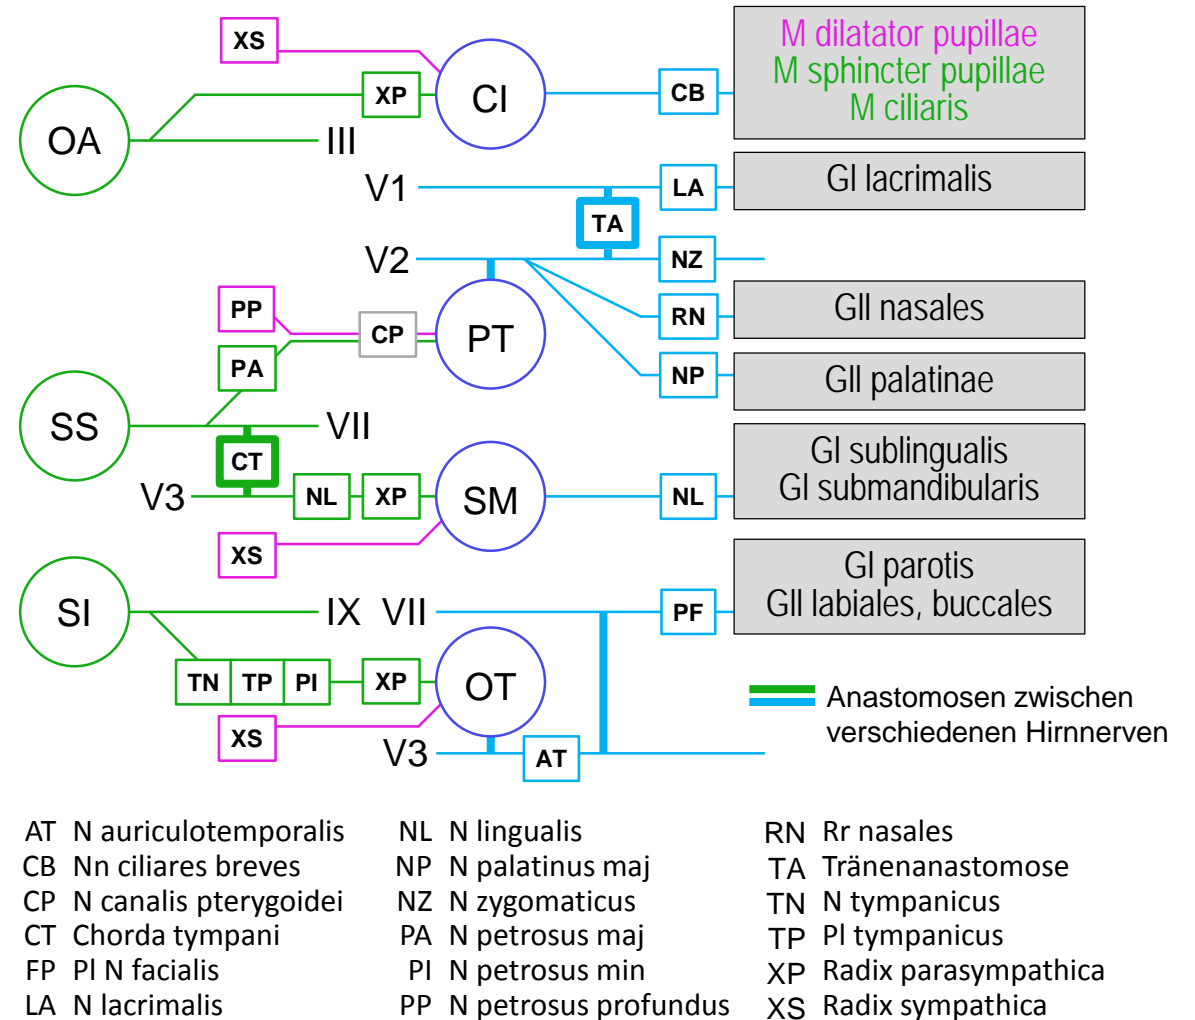 XS
M dilatator pupillae
M sphincter pupillae
M ciliaris
XP
CI
CB
OA
III
V1
LA
Gl lacrimalis
TA
V2
NZ
PP
CP
PT
RN
Gll nasales
PA
NP
Gll palatinae
SS
VII
CT
V3
NL
XP
SM
NL
Gl sublingualis
Gl submandibularis
XS
SI
IX
VII
PF
Gl parotis
Gll labiales, buccales
TN
TP
PI
XP
OT
XS
V3
AT
Anastomosen zwischen
verschiedenen Hirnnerven
AT N auriculotemporalis
CB Nn ciliares breves
CP N canalis pterygoidei
CT Chorda tympani
FP Pl N facialis
LA N lacrimalis
NL N lingualis
NP N palatinus maj
NZ N zygomaticus
PA N petrosus maj
PI N petrosus min
PP N petrosus profundus
RN Rr nasales
TA Tränenanastomose
TN N tympanicus
TP Pl tympanicus
XP Radix parasympathica
XS Radix sympathica